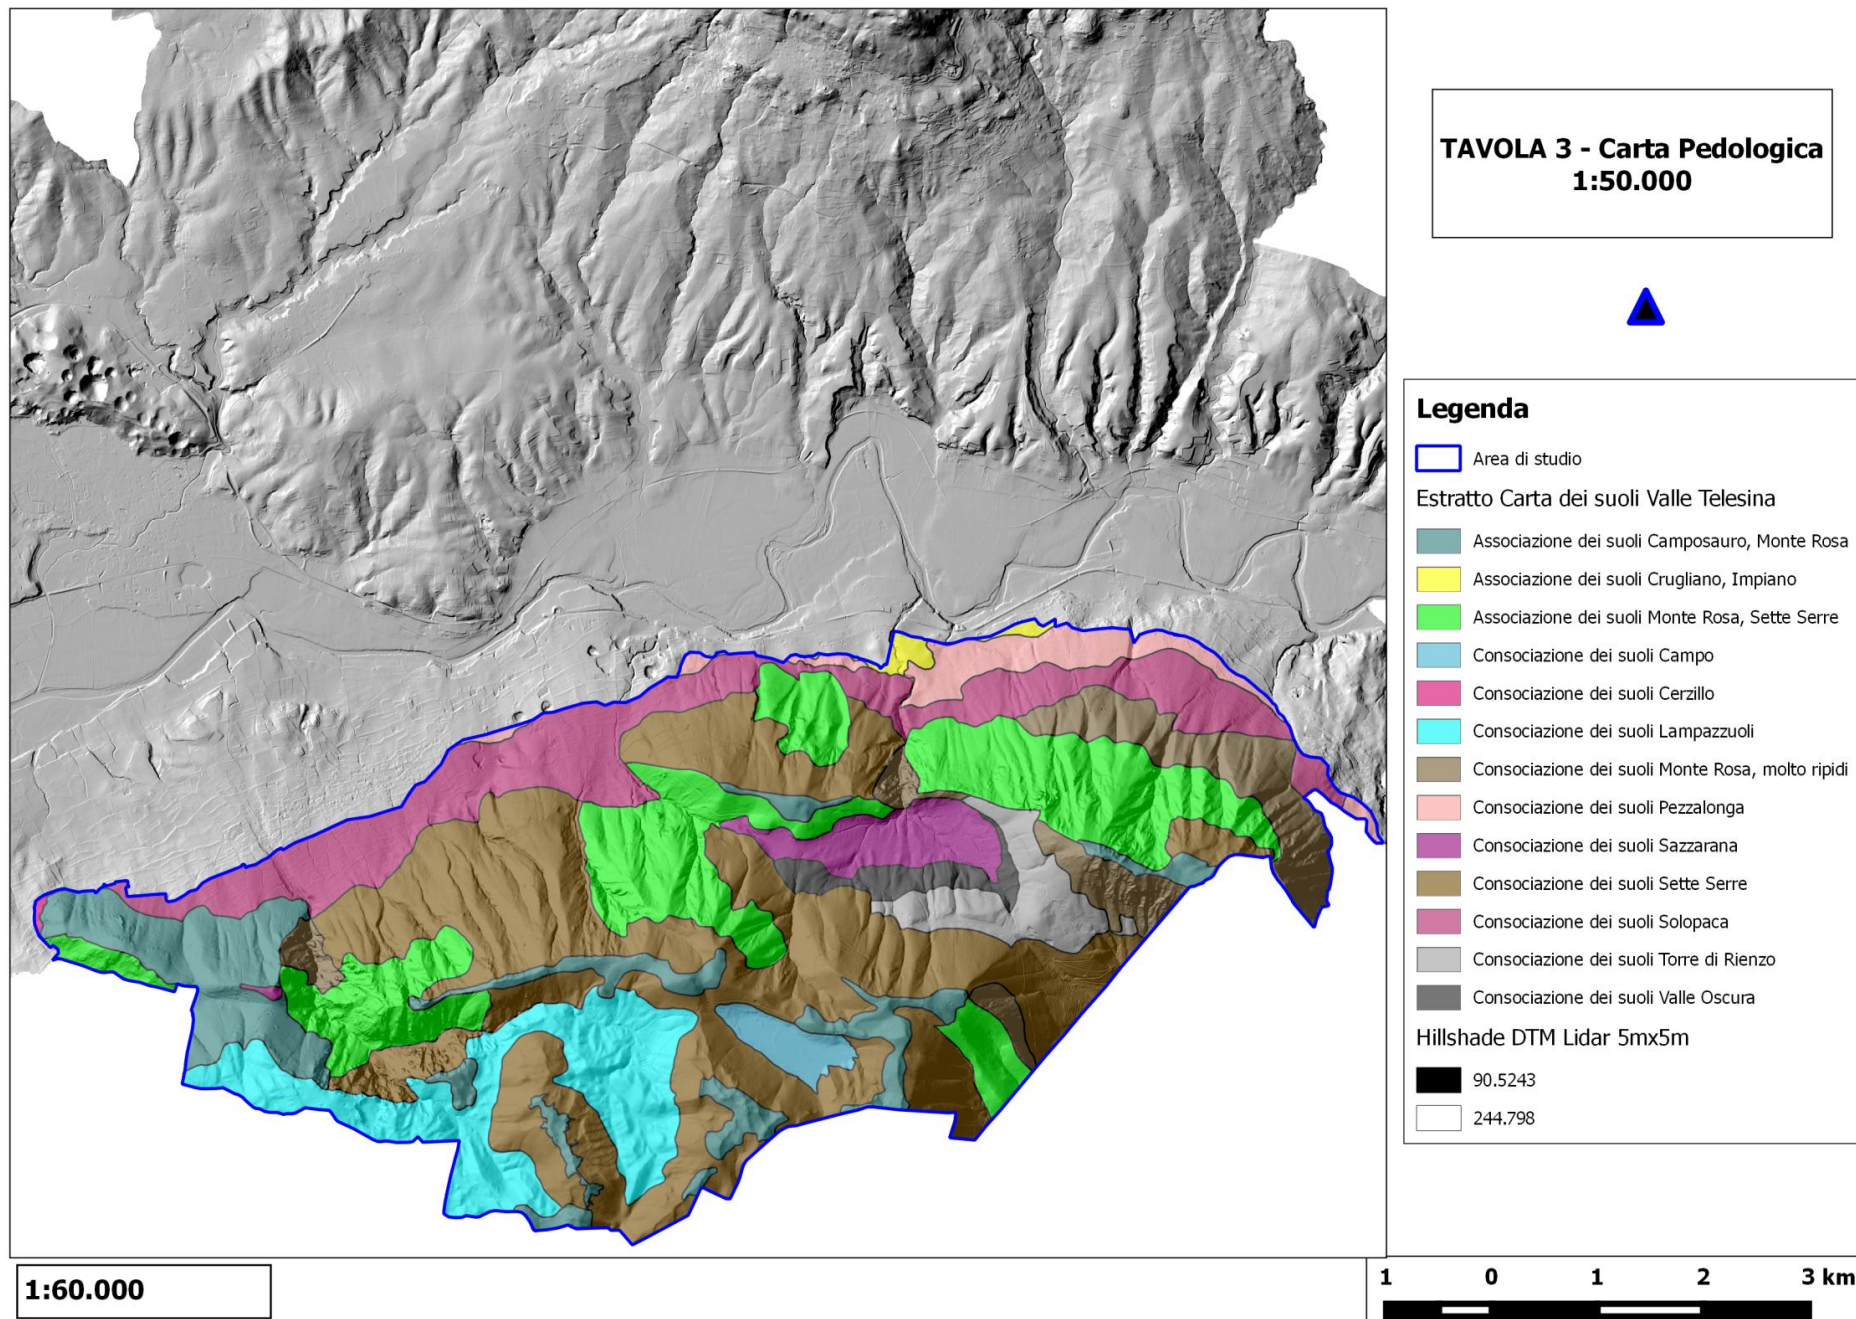 TAVOLA 3 - Carta Pedologica
1:50.000
Legenda
Area di studio
Estratto Carta dei suoli Valle Telesina
Associazione dei suoli Camposauro, Monte Rosa
Associazione dei suoli Crugliano, Impiano
Associazione dei suoli Monte Rosa, Sette Serre
Consociazione dei suoli Campo
Consociazione dei suoli Cerzillo
Consociazione dei suoli Lampazzuoli
Consociazione dei suoli Monte Rosa, molto ripidi
Consociazione dei suoli Pezzalonga
Consociazione dei suoli Sazzarana
Consociazione dei suoli Sette Serre
Consociazione dei suoli Solopaca
Consociazione dei suoli Torre di Rienzo
Consociazione dei suoli Valle Oscura
Hillshade DTM Lidar 5mx5m
90.5243
244.798
1:60.000
1 0 1 2 3 km